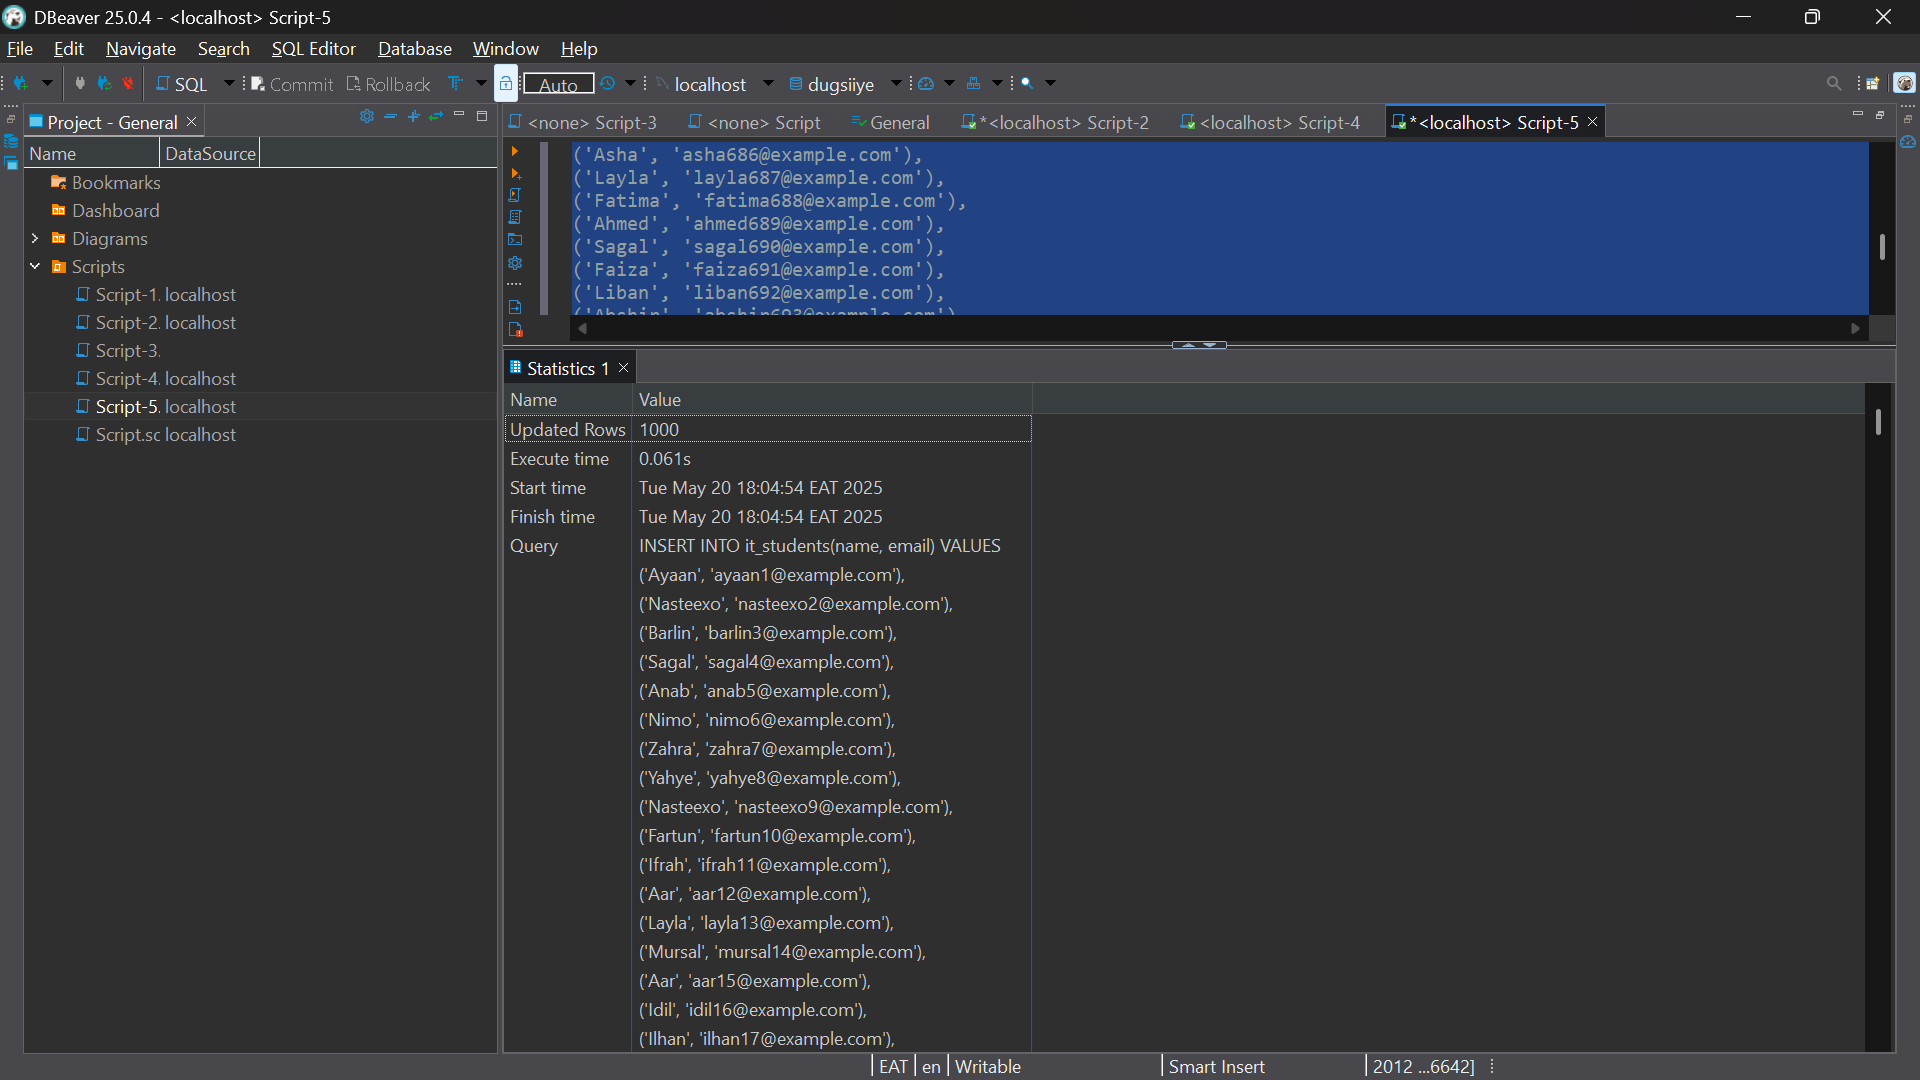 DBeaver 25.0.4 - <localhost> Script-5
File Edit Navigate Search SQL Editor Database Window Help
SQL Commit Rollback Auto localhost dugsiiye
Project - General
Name DataSource
Bookmarks
Dashboard
Diagrams
Scripts
Script-1. localhost
Script-2. localhost
Script-3.
Script-4. localhost
Script-5. localhost
Script.sc localhost
<none> Script-3 <none> Script General *<localhost> Script-2 <localhost> Script-4 *<localhost> Script-5
('Asha', 'asha686@example.com'),
('Layla', 'layla687@example.com'),
('Fatima', 'fatima688@example.com'),
('Ahmed', 'ahmed689@example.com'),
('Sagal', 'sagal690@example.com'),
('Faiza', 'faiza691@example.com'),
('Liban', 'liban692@example.com'),
Statistics 1
Name Value
Updated Rows 1000
Execute time 0.061s
Start time Tue May 20 18:04:54 EAT 2025
Finish time Tue May 20 18:04:54 EAT 2025
Query INSERT INTO it_students(name, email) VALUES
('Ayaan', 'ayaan1@example.com'),
('Nasteexo', 'nasteexo2@example.com'),
('Barlin', 'barlin3@example.com'),
('Sagal', 'sagal4@example.com'),
('Anab', 'anab5@example.com'),
('Nimo', 'nimo6@example.com'),
('Zahra', 'zahra7@example.com'),
('Yahye', 'yahye8@example.com'),
('Nasteexo', 'nasteexo9@example.com'),
('Fartun', 'fartun10@example.com'),
('Ifrah', 'ifrah11@example.com'),
('Aar', 'aar12@example.com'),
('Layla', 'layla13@example.com'),
('Mursal', 'mursal14@example.com'),
('Aar', 'aar15@example.com'),
('Idil', 'idil16@example.com'),
('Ilhan', 'ilhan17@example.com'),
EAT en Writable Smart Insert 2012 ...6642]